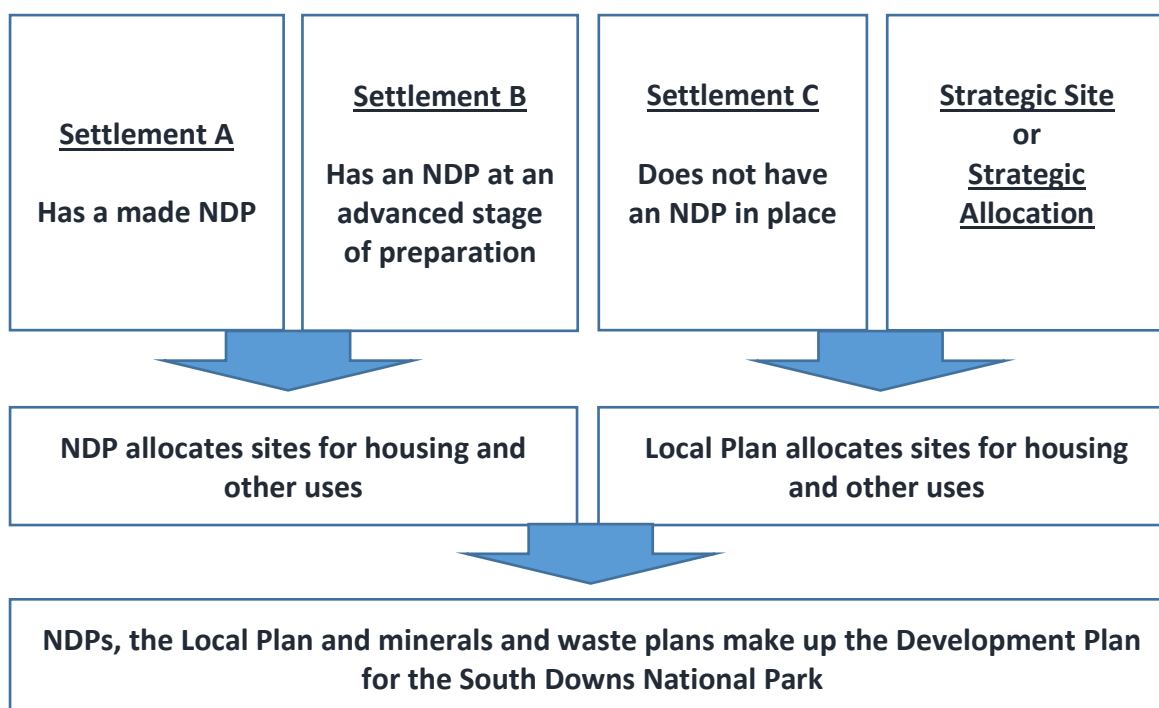 Settlement A
Has a made NDP
Settlement B
Has an NDP at an
advanced stage
of preparation
Settlement C
Does not have
an NDP in place
Strategic Site
or
Strategic
Allocation
NDP allocates sites for housing and
other uses
Local Plan allocates sites for housing
and other uses
NDPs, the Local Plan and minerals and waste plans make up the Development Plan
for the South Downs National Park